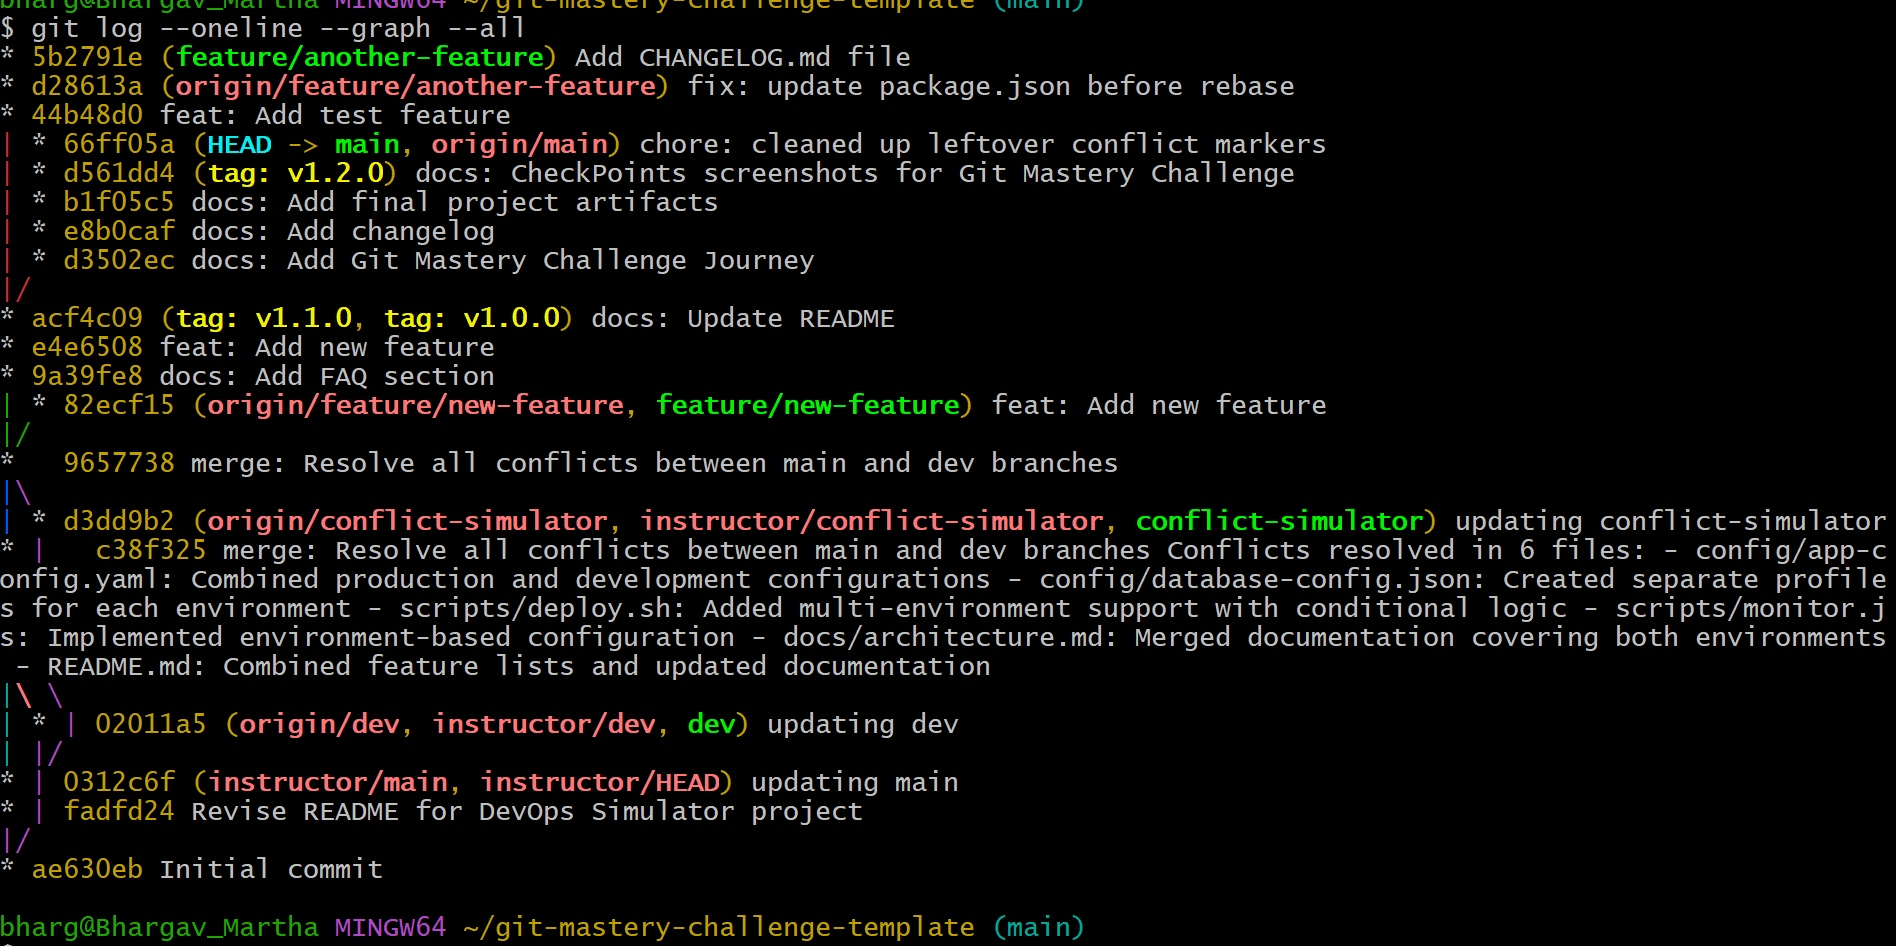 bharg@Bhargav_Martha MINGW64 ~/git-mastery-challenge-template (main)
$ git log --oneline --graph --all
* 5b2791e (feature/another-feature) Add CHANGELOG.md file
* d28613a (origin/feature/another-feature) fix: update package.json before rebase
* 44b48d0 feat: Add test feature
| * 66ff05a (HEAD -> main, origin/main) chore: cleaned up leftover conflict markers
| * d561dd4 (tag: v1.2.0) docs: CheckPoints screenshots for Git Mastery Challenge
| * b1f05c5 docs: Add final project artifacts
| * e8b0caf docs: Add changelog
| * d3502ec docs: Add Git Mastery Challenge Journey
|/
* acf4c09 (tag: v1.1.0, tag: v1.0.0) docs: Update README
* e4e6508 feat: Add new feature
* 9a39fe8 docs: Add FAQ section
| * 82ecf15 (origin/feature/new-feature, feature/new-feature) feat: Add new feature
|/
*   9657738 merge: Resolve all conflicts between main and dev branches
|\
| * d3dd9b2 (origin/conflict-simulator, instructor/conflict-simulator, conflict-simulator) updating conflict-simulator
* |   c38f325 merge: Resolve all conflicts between main and dev branches Conflicts resolved in 6 files: - config/app-c
onfig.yaml: Combined production and development configurations - config/database-config.json: Created separate profile
s for each environment - scripts/deploy.sh: Added multi-environment support with conditional logic - scripts/monitor.j
s: Implemented environment-based configuration - docs/architecture.md: Merged documentation covering both environments
 - README.md: Combined feature lists and updated documentation
|\ \
| * | 02011a5 (origin/dev, instructor/dev, dev) updating dev
| |/
* | 0312c6f (instructor/main, instructor/HEAD) updating main
* | fadfd24 Revise README for DevOps Simulator project
|/
* ae630eb Initial commit
bharg@Bhargav_Martha MINGW64 ~/git-mastery-challenge-template (main)